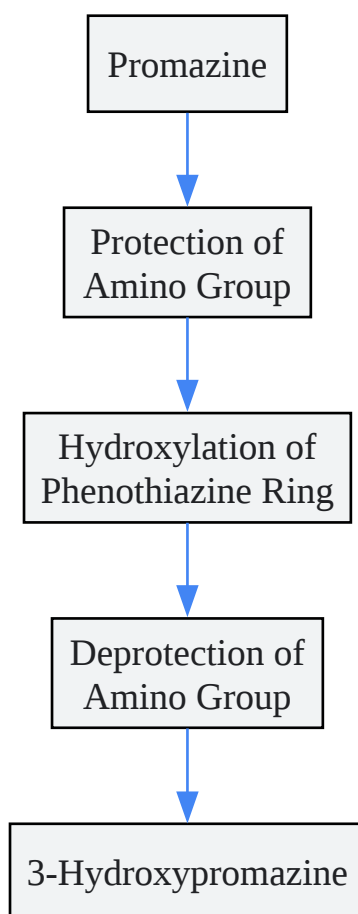 Promazine
Protection of
Amino Group
Hydroxylation of
Phenothiazine Ring
Deprotection of
Amino Group
3-Hydroxypromazine